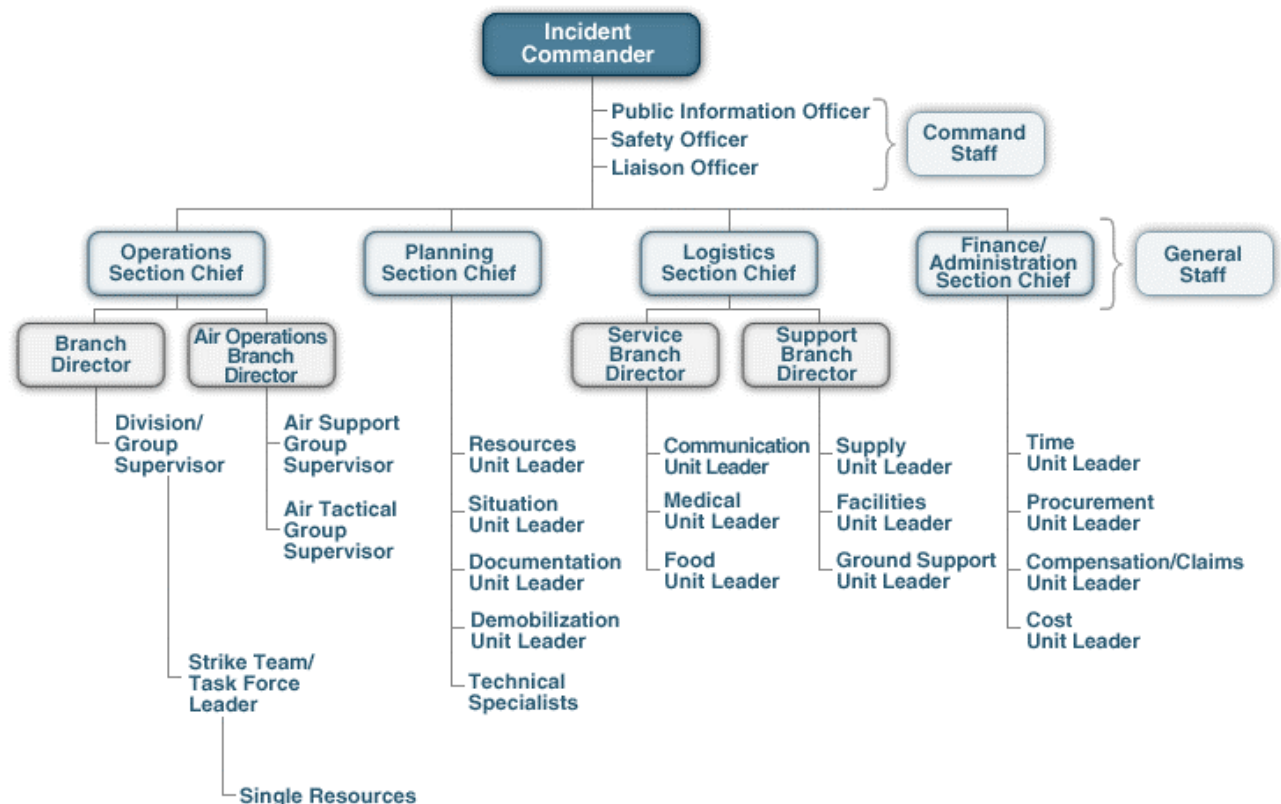 Incident
Commander
Public Information Officer
Safety Officer
Liaison Officer
Command
Staff
Operations
Section Chief
Planning
Section Chief
Logistics
Section Chief
Finance/
Administration
Section Chief
General
Staff
Branch
Director
Air Operations
Branch
Director
Service
Branch
Director
Support
Branch
Director
Division/
Group
Supervisor
Air Support
Group
Supervisor
Air Tactical
Group
Supervisor
Strike Team/
Task Force
Leader
Single Resources
Resources
Unit Leader
Situation
Unit Leader
Documentation
Unit Leader
Demobilization
Unit Leader
Technical
Specialists
Communication
Unit Leader
Medical
Unit Leader
Food
Unit Leader
Supply
Unit Leader
Facilities
Unit Leader
Ground Support
Unit Leader
Time
Unit Leader
Procurement
Unit Leader
Compensation/Claims
Unit Leader
Cost
Unit Leader